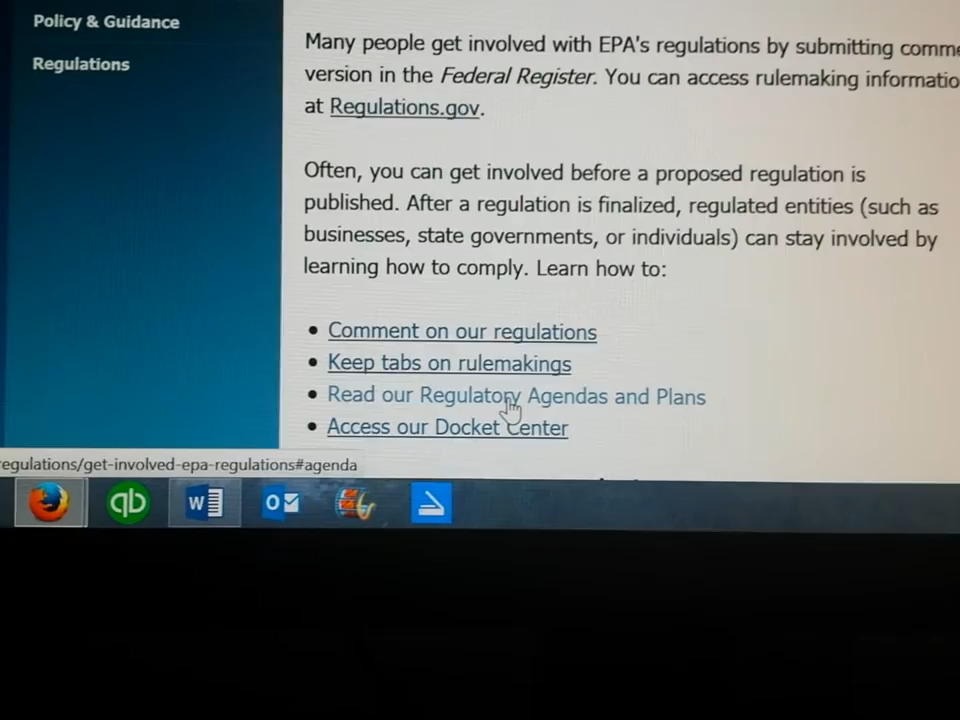 Policy & Guidance
Regulations
Many people get involved with EPA's regulations by submitting
version in the Federal Register. You can access rulemaking
at Regulations.gov.
Often, you can get involved before a proposed regulation is
published. After a regulation is finalized, regulated entities (such as
businesses, state governments, or individuals) can stay involved by
learning how to comply. Learn how to:
• Comment on our regulations
• Keep tabs on rulemakings
• Read our Regulatory Agendas and Plans
• Access our Docket Center
egulations/get-involved-epa-regulations#agenda
qb
W
O